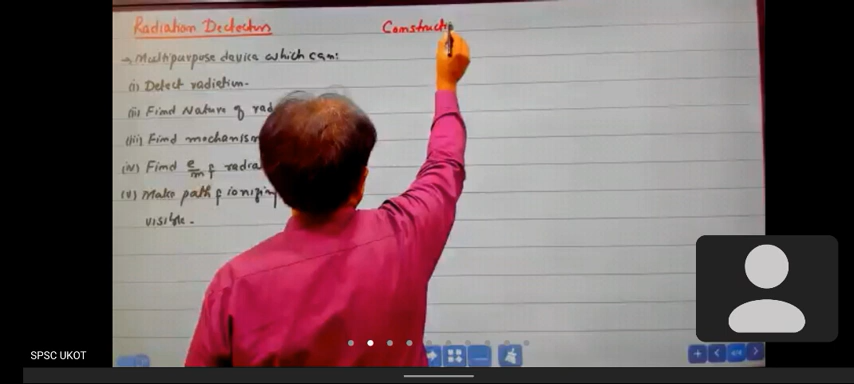 Radiation Dectectors
Constructi
→ Multipurpose device which can:
(i) Detect radiation.
(ii) Find Nature of rad
(iii) Find mechanism
(iv) Find e/m of radia
(v) Make path of ionizing
visible.
SPSC UKOT